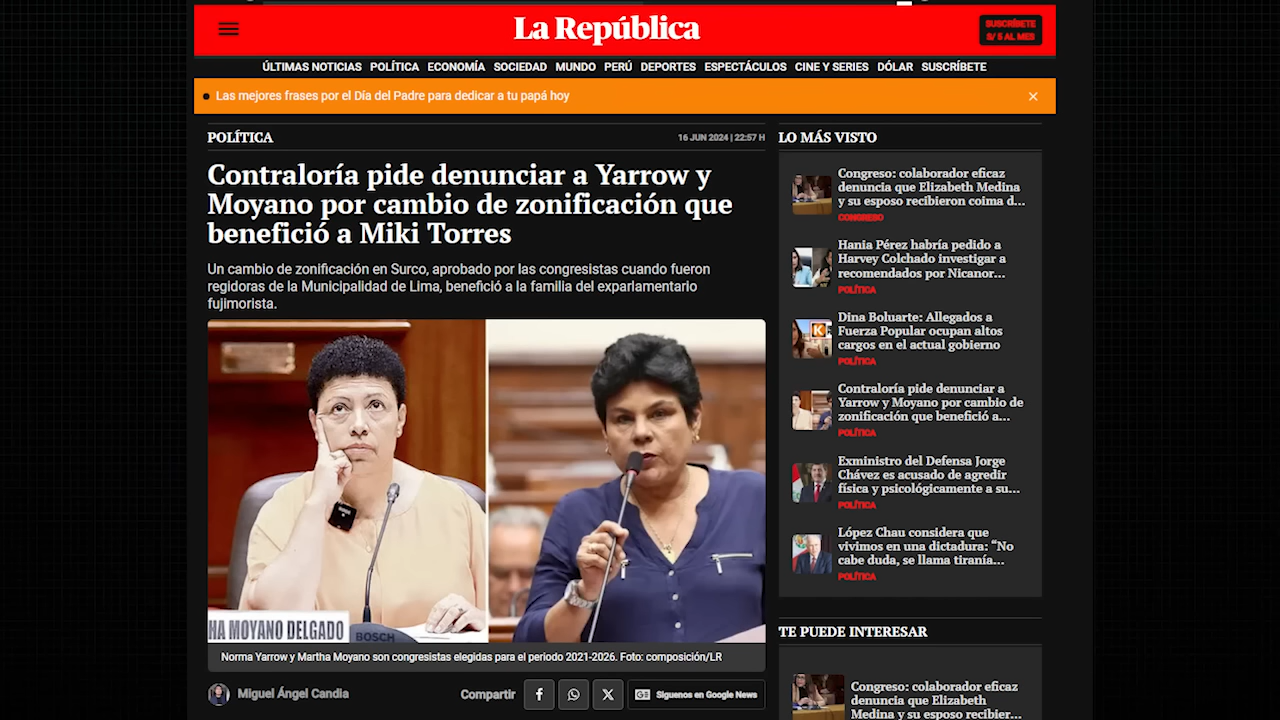 La República
SUSCRÍBETE
S/ 5 AL MES
ÚLTIMAS NOTICIAS POLÍTICA ECONOMÍA SOCIEDAD MUNDO PERÚ DEPORTES ESPECTÁCULOS CINE Y SERIES DÓLAR SUSCRÍBETE
Las mejores frases por el Día del Padre para dedicar a tu papá hoy
POLÍTICA
16 JUN 2024 | 22:57 H
Contraloría pide denunciar a Yarrow y
Moyano por cambio de zonificación que
benefició a Miki Torres
Un cambio de zonificación en Surco, aprobado por las congresistas cuando fueron
regidoras de la Municipalidad de Lima, benefició a la familia del exparlamentario
fujimorista.
HA MOYANO DELGADO
BOSCH
Norma Yarrow y Martha Moyano son congresistas elegidas para el periodo 2021-2026. Foto: composición/LR
Miguel Ángel Candia
Compartir
Síguenos en Google News
LO MÁS VISTO
Congreso: colaborador eficaz
denuncia que Elizabeth Medina
y su esposo recibieron coima d...
CONGRESO
Hania Pérez habría pedido a
Harvey Colchado investigar a
recomendados por Nicanor...
POLÍTICA
Dina Boluarte: Allegados a
Fuerza Popular ocupan altos
cargos en el actual gobierno
POLÍTICA
Contraloría pide denunciar a
Yarrow y Moyano por cambio de
zonificación que benefició a...
POLÍTICA
Exministro del Defensa Jorge
Chávez es acusado de agredir
física y psicológicamente a su...
POLÍTICA
López Chau considera que
vivimos en una dictadura: “No
cabe duda, se llama tiranía...
POLÍTICA
TE PUEDE INTERESAR
Congreso: colaborador eficaz
denuncia que Elizabeth
Medina y su esposo recibier...